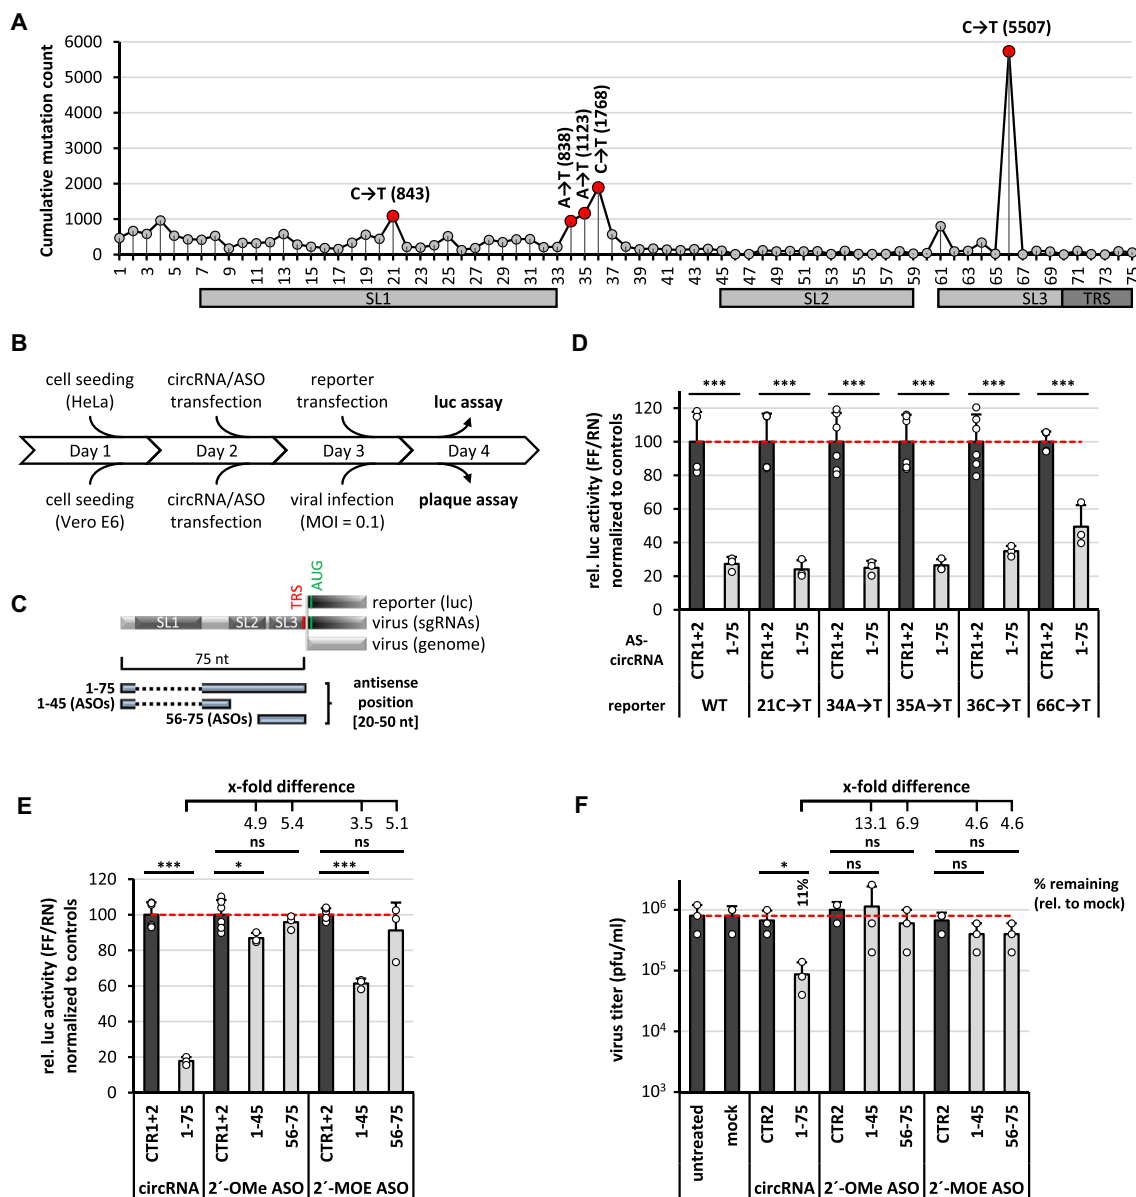 A
C→T (5507)
Cumulative mutation count
6000
5000
4000
3000
2000
1000
0
C→T (843)
A→T (838)
A→T (1123)
C→T (1768)
1 3 5 7 9 11 13 15 17 19 21 23 25 27 29 31 33 35 37 39 41 43 45 47 49 51 53 55 57 59 61 63 65 67 69 71 73 75
SL1 SL2 SL3 TRS
B
cell seeding (HeLa)
circRNA/ASO transfection
reporter transfection
luc assay
Day 1 Day 2 Day 3 Day 4
cell seeding (Vero E6)
circRNA/ASO transfection
viral infection (MOI = 0.1)
plaque assay
C
TRS
AUG
SL1 SL2 SL3
reporter (luc)
virus (sgRNAs)
virus (genome)
75 nt
1-75
1-45 (ASOs)
56-75 (ASOs)
antisense position [20-50 nt]
D
rel. luc activity (FF/RN)
normalized to controls
*** *** *** *** *** ***
120
100
80
60
40
20
0
AS-circRNA
CTR1+2 1-75 CTR1+2 1-75 CTR1+2 1-75 CTR1+2 1-75 CTR1+2 1-75 CTR1+2 1-75
reporter WT 21C→T 34A→T 35A→T 36C→T 66C→T
E
x-fold difference
4.9 5.4 3.5 5.1
ns ns
*** * ***
rel. luc activity (FF/RN)
normalized to controls
120
100
80
60
40
20
0
CTR1+2 1-75 CTR1+2 1-45 56-75 CTR1+2 1-45 56-75
circRNA 2´-OMe ASO 2´-MOE ASO
F
x-fold difference
13.1 6.9 4.6 4.6
ns ns
* ns ns
11%
% remaining
(rel. to mock)
virus titer (pfu/ml)
10⁶
10⁵
10⁴
10³
untreated mock CTR2 1-75 CTR2 1-45 56-75 CTR2 1-45 56-75
circRNA 2´-OMe ASO 2´-MOE ASO